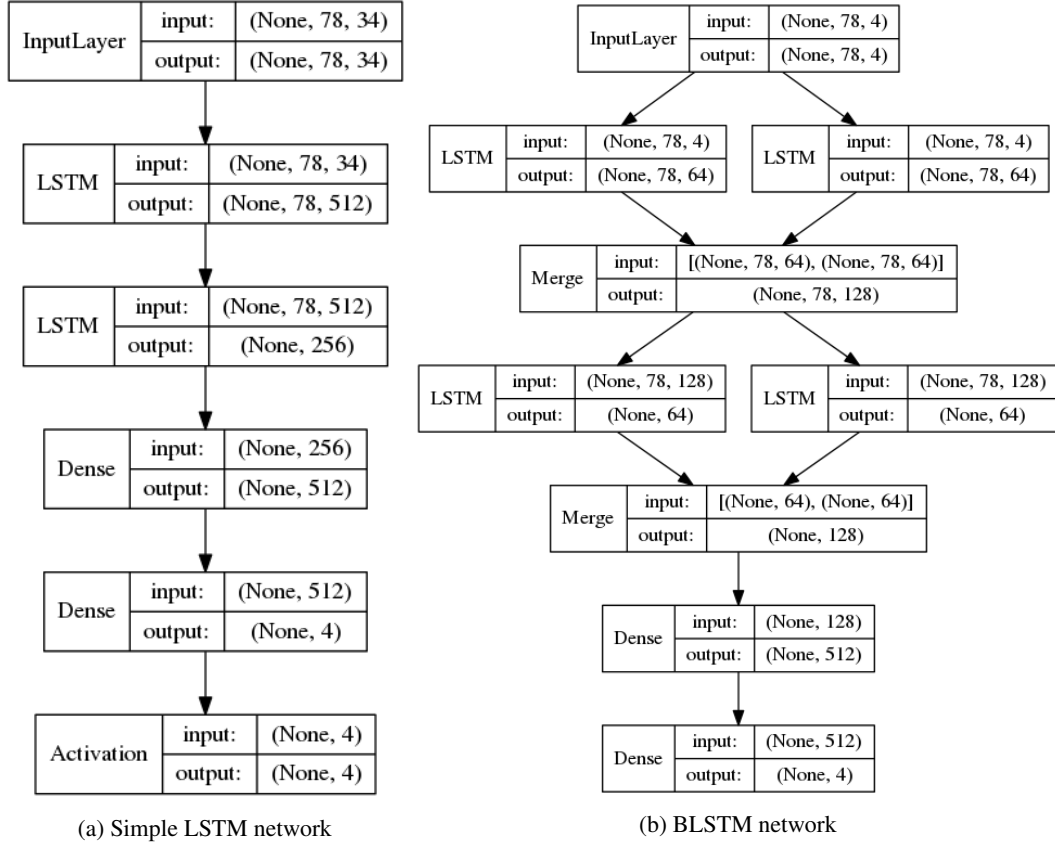 InputLayer
input: (None, 78, 34)
output: (None, 78, 34)
LSTM
input: (None, 78, 34)
output: (None, 78, 512)
LSTM
input: (None, 78, 512)
output: (None, 256)
Dense
input: (None, 256)
output: (None, 512)
Dense
input: (None, 512)
output: (None, 4)
Activation
input: (None, 4)
output: (None, 4)
(a) Simple LSTM network
InputLayer
input: (None, 78, 4)
output: (None, 78, 4)
LSTM
input: (None, 78, 4)
output: (None, 78, 64)
LSTM
input: (None, 78, 4)
output: (None, 78, 64)
Merge
input: [(None, 78, 64), (None, 78, 64)]
output: (None, 78, 128)
LSTM
input: (None, 78, 128)
output: (None, 64)
LSTM
input: (None, 78, 128)
output: (None, 64)
Merge
input: [(None, 64), (None, 64)]
output: (None, 128)
Dense
input: (None, 128)
output: (None, 512)
Dense
input: (None, 512)
output: (None, 4)
(b) BLSTM network